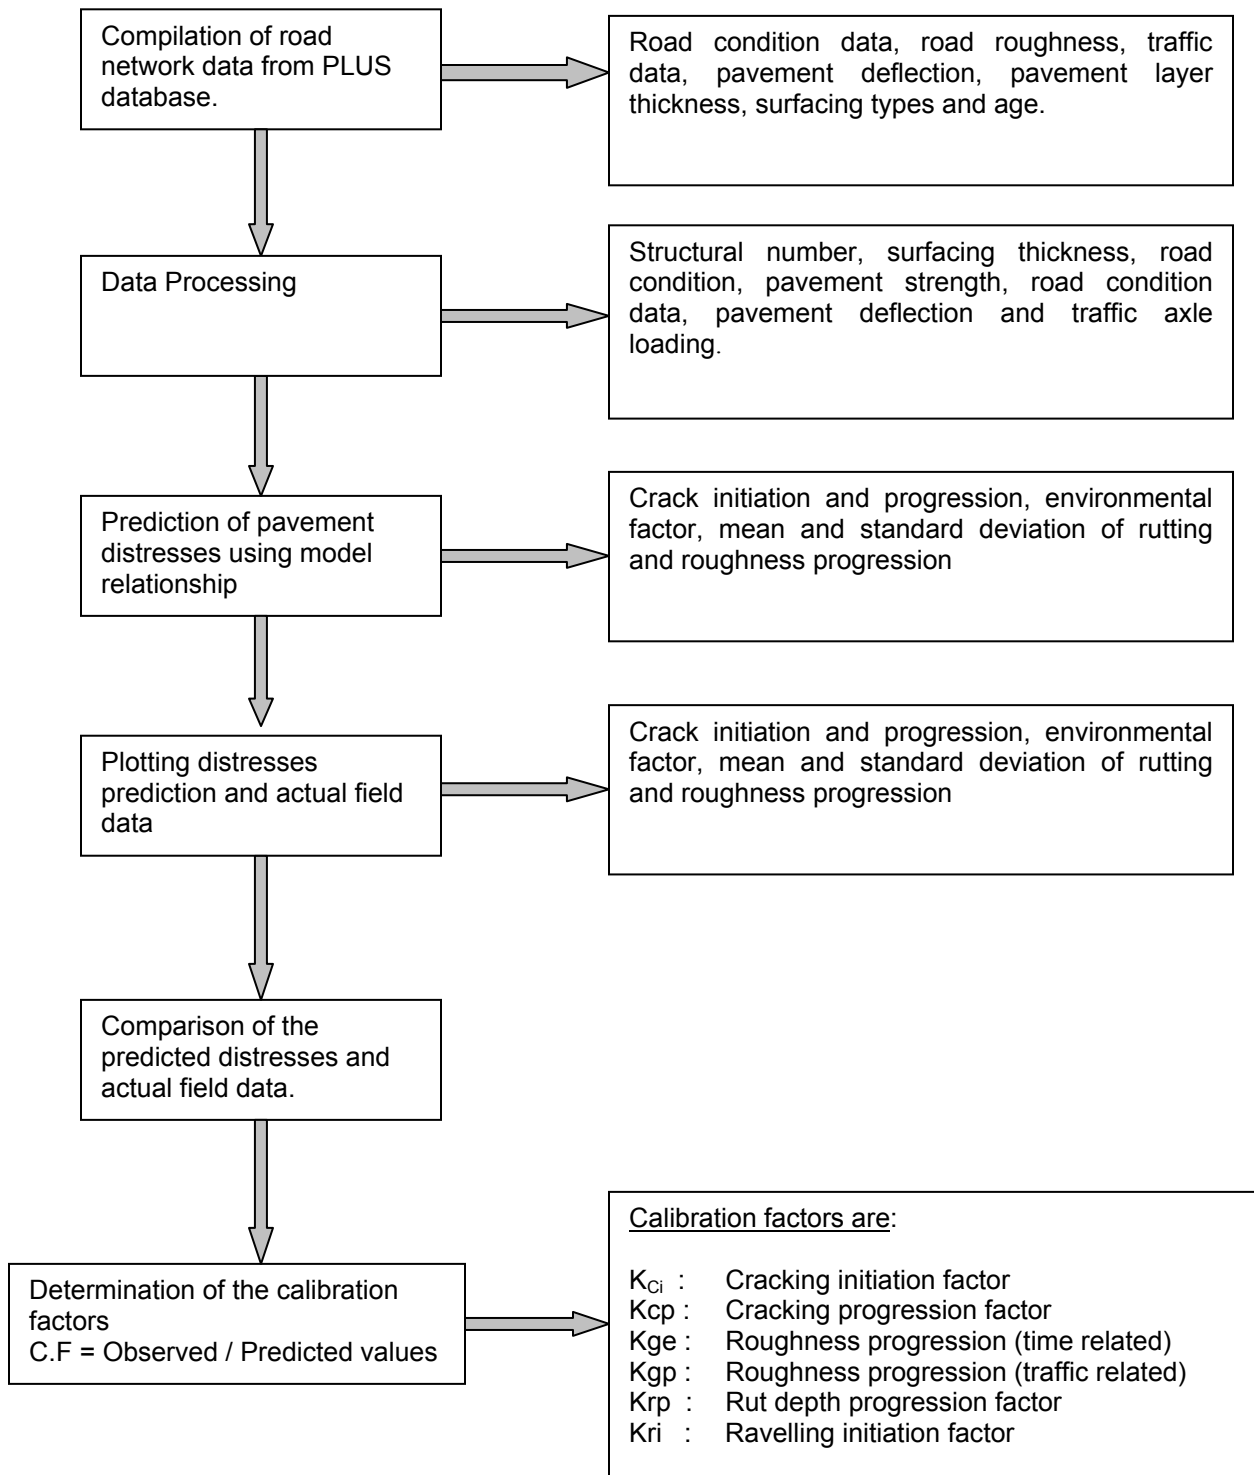 Compilation of road
network data from PLUS
database.
Road condition data, road roughness, traffic
data, pavement deflection, pavement layer
thickness, surfacing types and age.
Data Processing
Structural number, surfacing thickness, road
condition, pavement strength, road condition
data, pavement deflection and traffic axle
loading.
Prediction of pavement
distresses using model
relationship
Crack initiation and progression, environmental
factor, mean and standard deviation of rutting
and roughness progression
Plotting distresses
prediction and actual field
data
Crack initiation and progression, environmental
factor, mean and standard deviation of rutting
and roughness progression
Comparison of the
predicted distresses and
actual field data.
Determination of the calibration
factors
C.F = Observed / Predicted values
Calibration factors are:
KCi : Cracking initiation factor
Kcp : Cracking progression factor
Kge : Roughness progression (time related)
Kgp : Roughness progression (traffic related)
Krp : Rut depth progression factor
Kri : Ravelling initiation factor